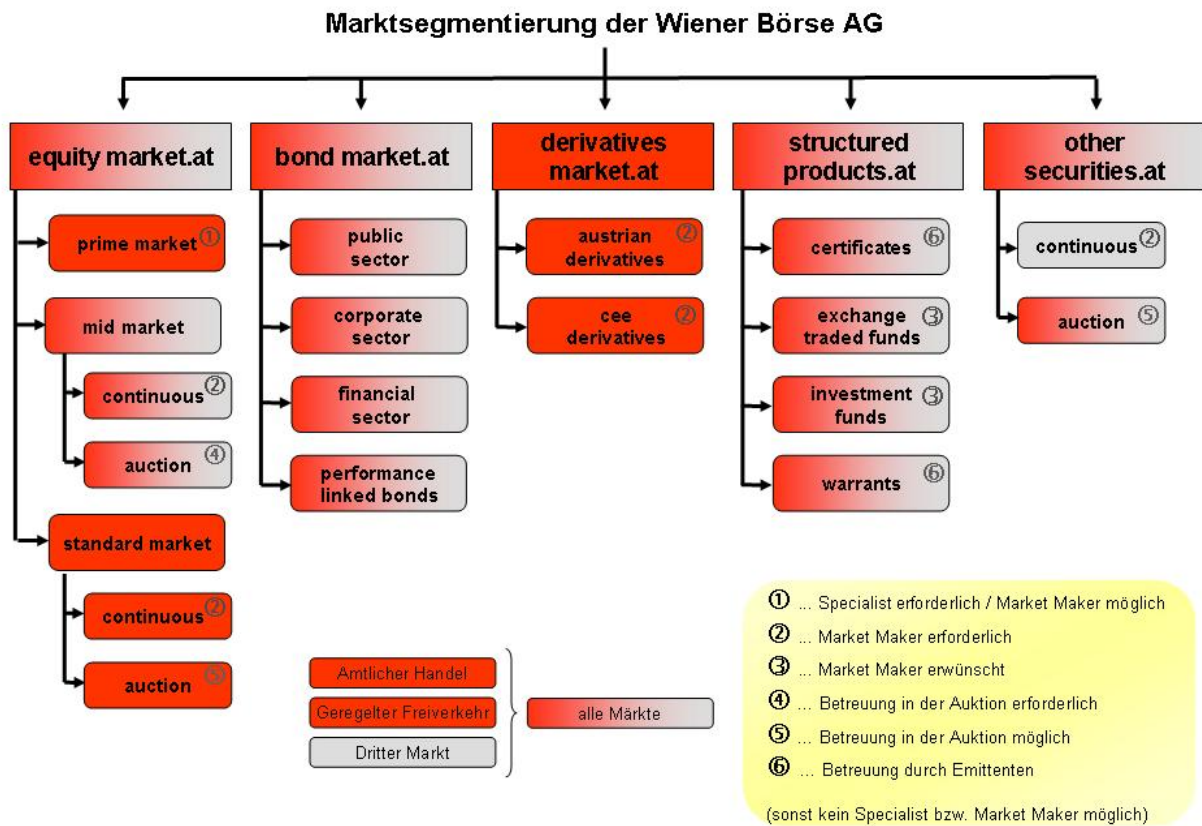 Marktsegmentierung der Wiener Börse AG
equity market.at
prime market ①
mid market
continuous ②
auction ④
standard market
continuous ②
auction ⑤
bond market.at
public
sector
corporate
sector
financial
sector
performance
linked bonds
derivatives
market.at
austrian ②
derivatives
cee ②
derivatives
structured
products.at
certificates ⑥
exchange ③
traded funds
investment ③
funds
warrants ⑥
other
securities.at
continuous ②
auction ⑤
Amtlicher Handel
Geregelter Freiverkehr
Dritter Markt
alle Märkte
① ... Specialist erforderlich / Market Maker möglich
② ... Market Maker erforderlich
③ ... Market Maker erwünscht
④ ... Betreuung in der Auktion erforderlich
⑤ ... Betreuung in der Auktion möglich
⑥ ... Betreuung durch Emittenten
(sonst kein Specialist bzw. Market Maker möglich)